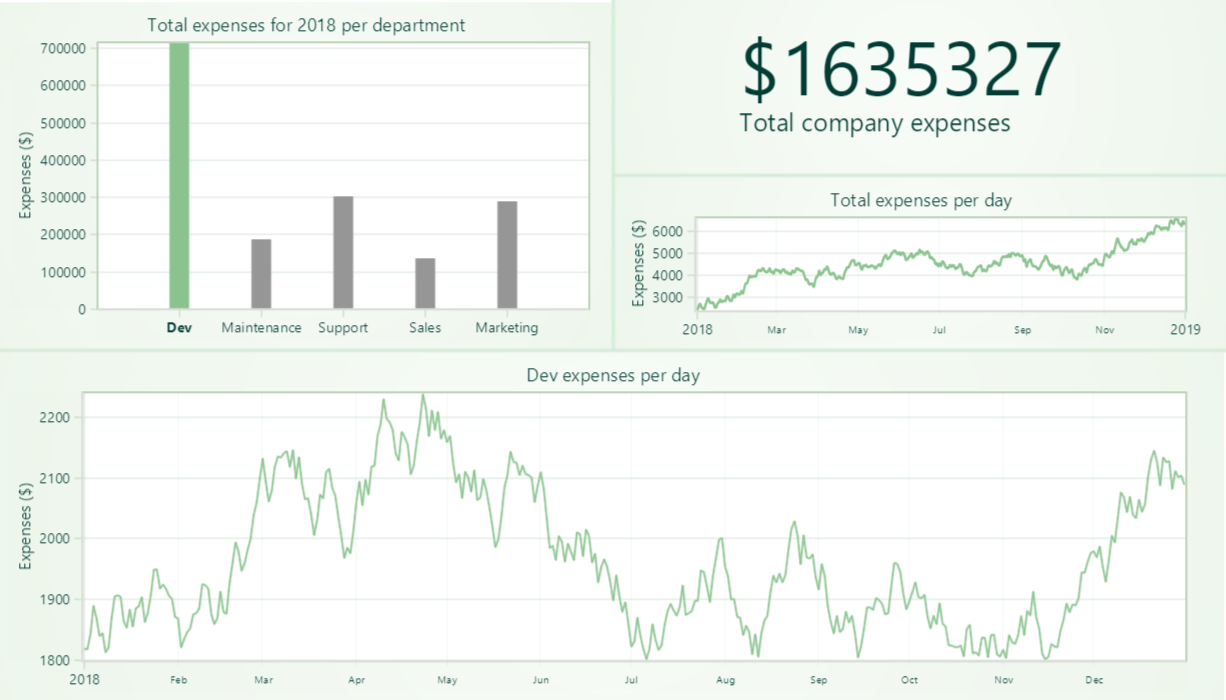 Total expenses for 2018 per department
Expenses ($)
700000
600000
500000
400000
300000
200000
100000
0
Dev Maintenance Support Sales Marketing
$1635327
Total company expenses
Total expenses per day
Expenses ($)
6000
5000
4000
3000
2018 Mar May Jul Sep Nov 2019
Dev expenses per day
Expenses ($)
2200
2100
2000
1900
1800
2018 Feb Mar Apr May Jun Jul Aug Sep Oct Nov Dec